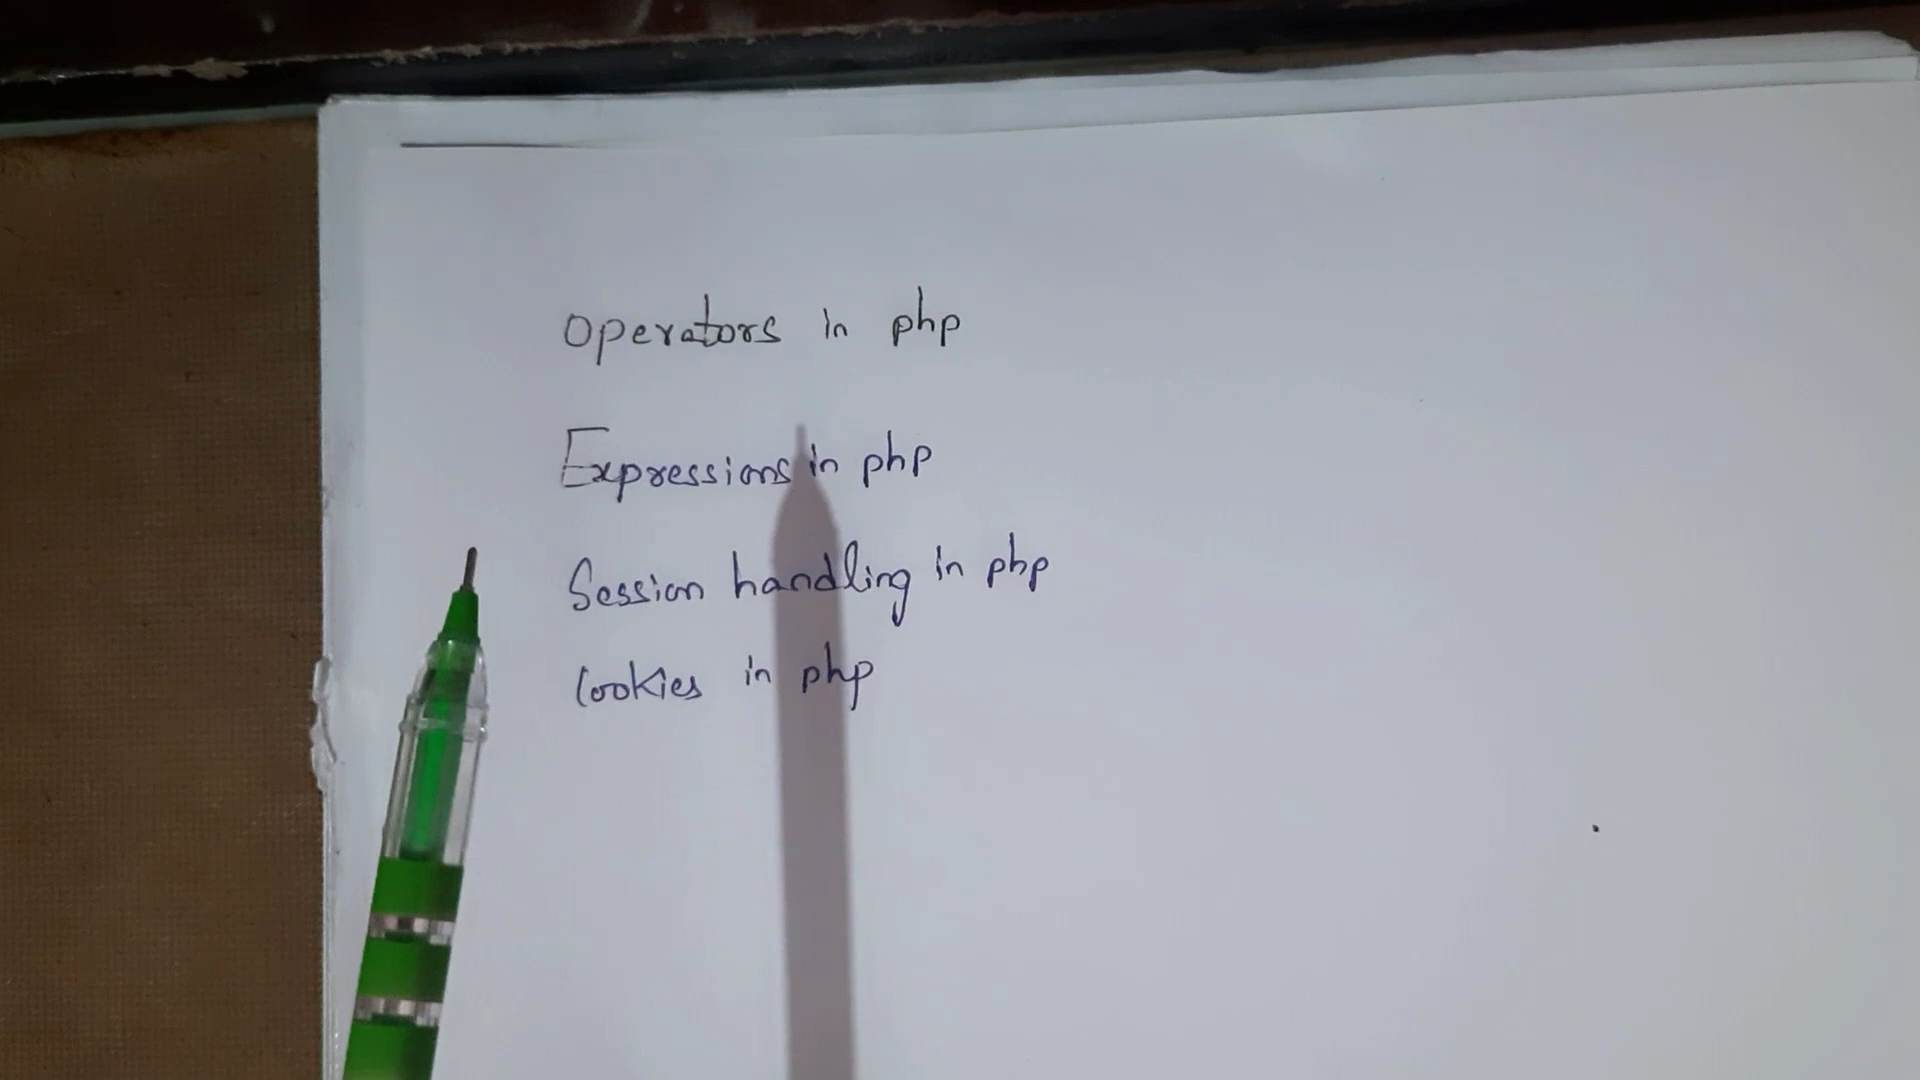 Operators in php
Expressions in php
Session handling in php
Cookies in php